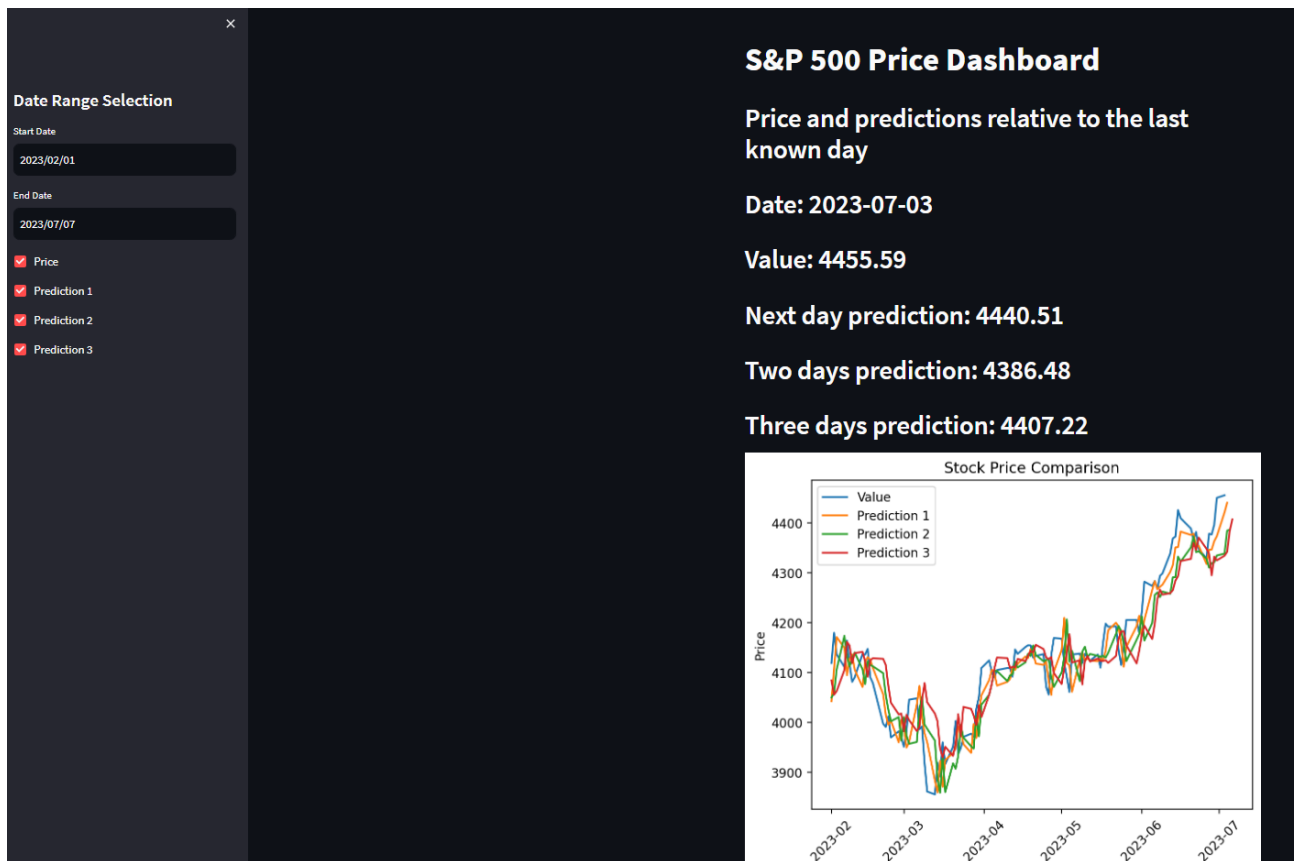 ×
Date Range Selection
Start Date
2023/02/01
End Date
2023/07/07
Price
Prediction 1
Prediction 2
Prediction 3
S&P 500 Price Dashboard
Price and predictions relative to the last
known day
Date: 2023-07-03
Value: 4455.59
Next day prediction: 4440.51
Two days prediction: 4386.48
Three days prediction: 4407.22
Stock Price Comparison
Value
Prediction 1
Prediction 2
Prediction 3
Price
4400
4300
4200
4100
4000
3900
2023-02
2023-03
2023-04
2023-05
2023-06
2023-07